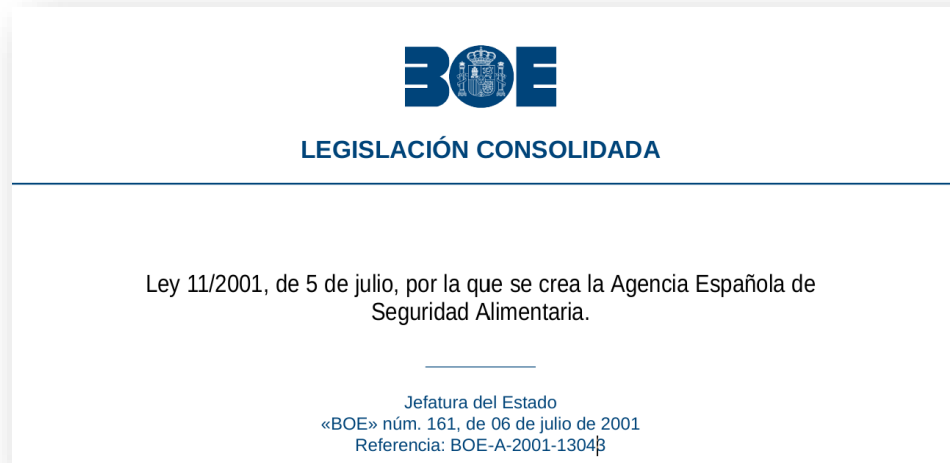 BOE
LEGISLACIÓN CONSOLIDADA
Ley 11/2001, de 5 de julio, por la que se crea la Agencia Española de
Seguridad Alimentaria.
Jefatura del Estado
«BOE» núm. 161, de 06 de julio de 2001
Referencia: BOE-A-2001-13043